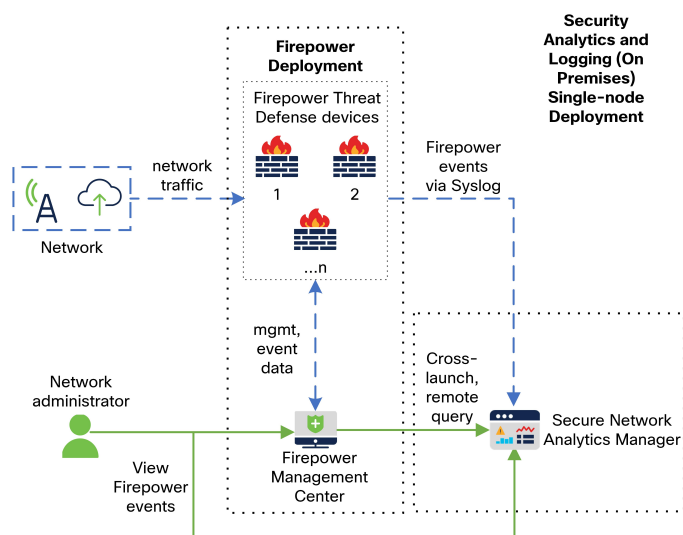 Security
Analytics and
Logging (On
Premises)
Single-node
Deployment
Firepower
Deployment
Firepower Threat
Defense devices
1
2
...n
network
traffic
Network
Firepower
events
via Syslog
mgmt,
event
data
Cross-
launch,
remote
query
Network
administrator
Secure Network
Analytics Manager
Firepower
Management
Center
View
Firepower
events